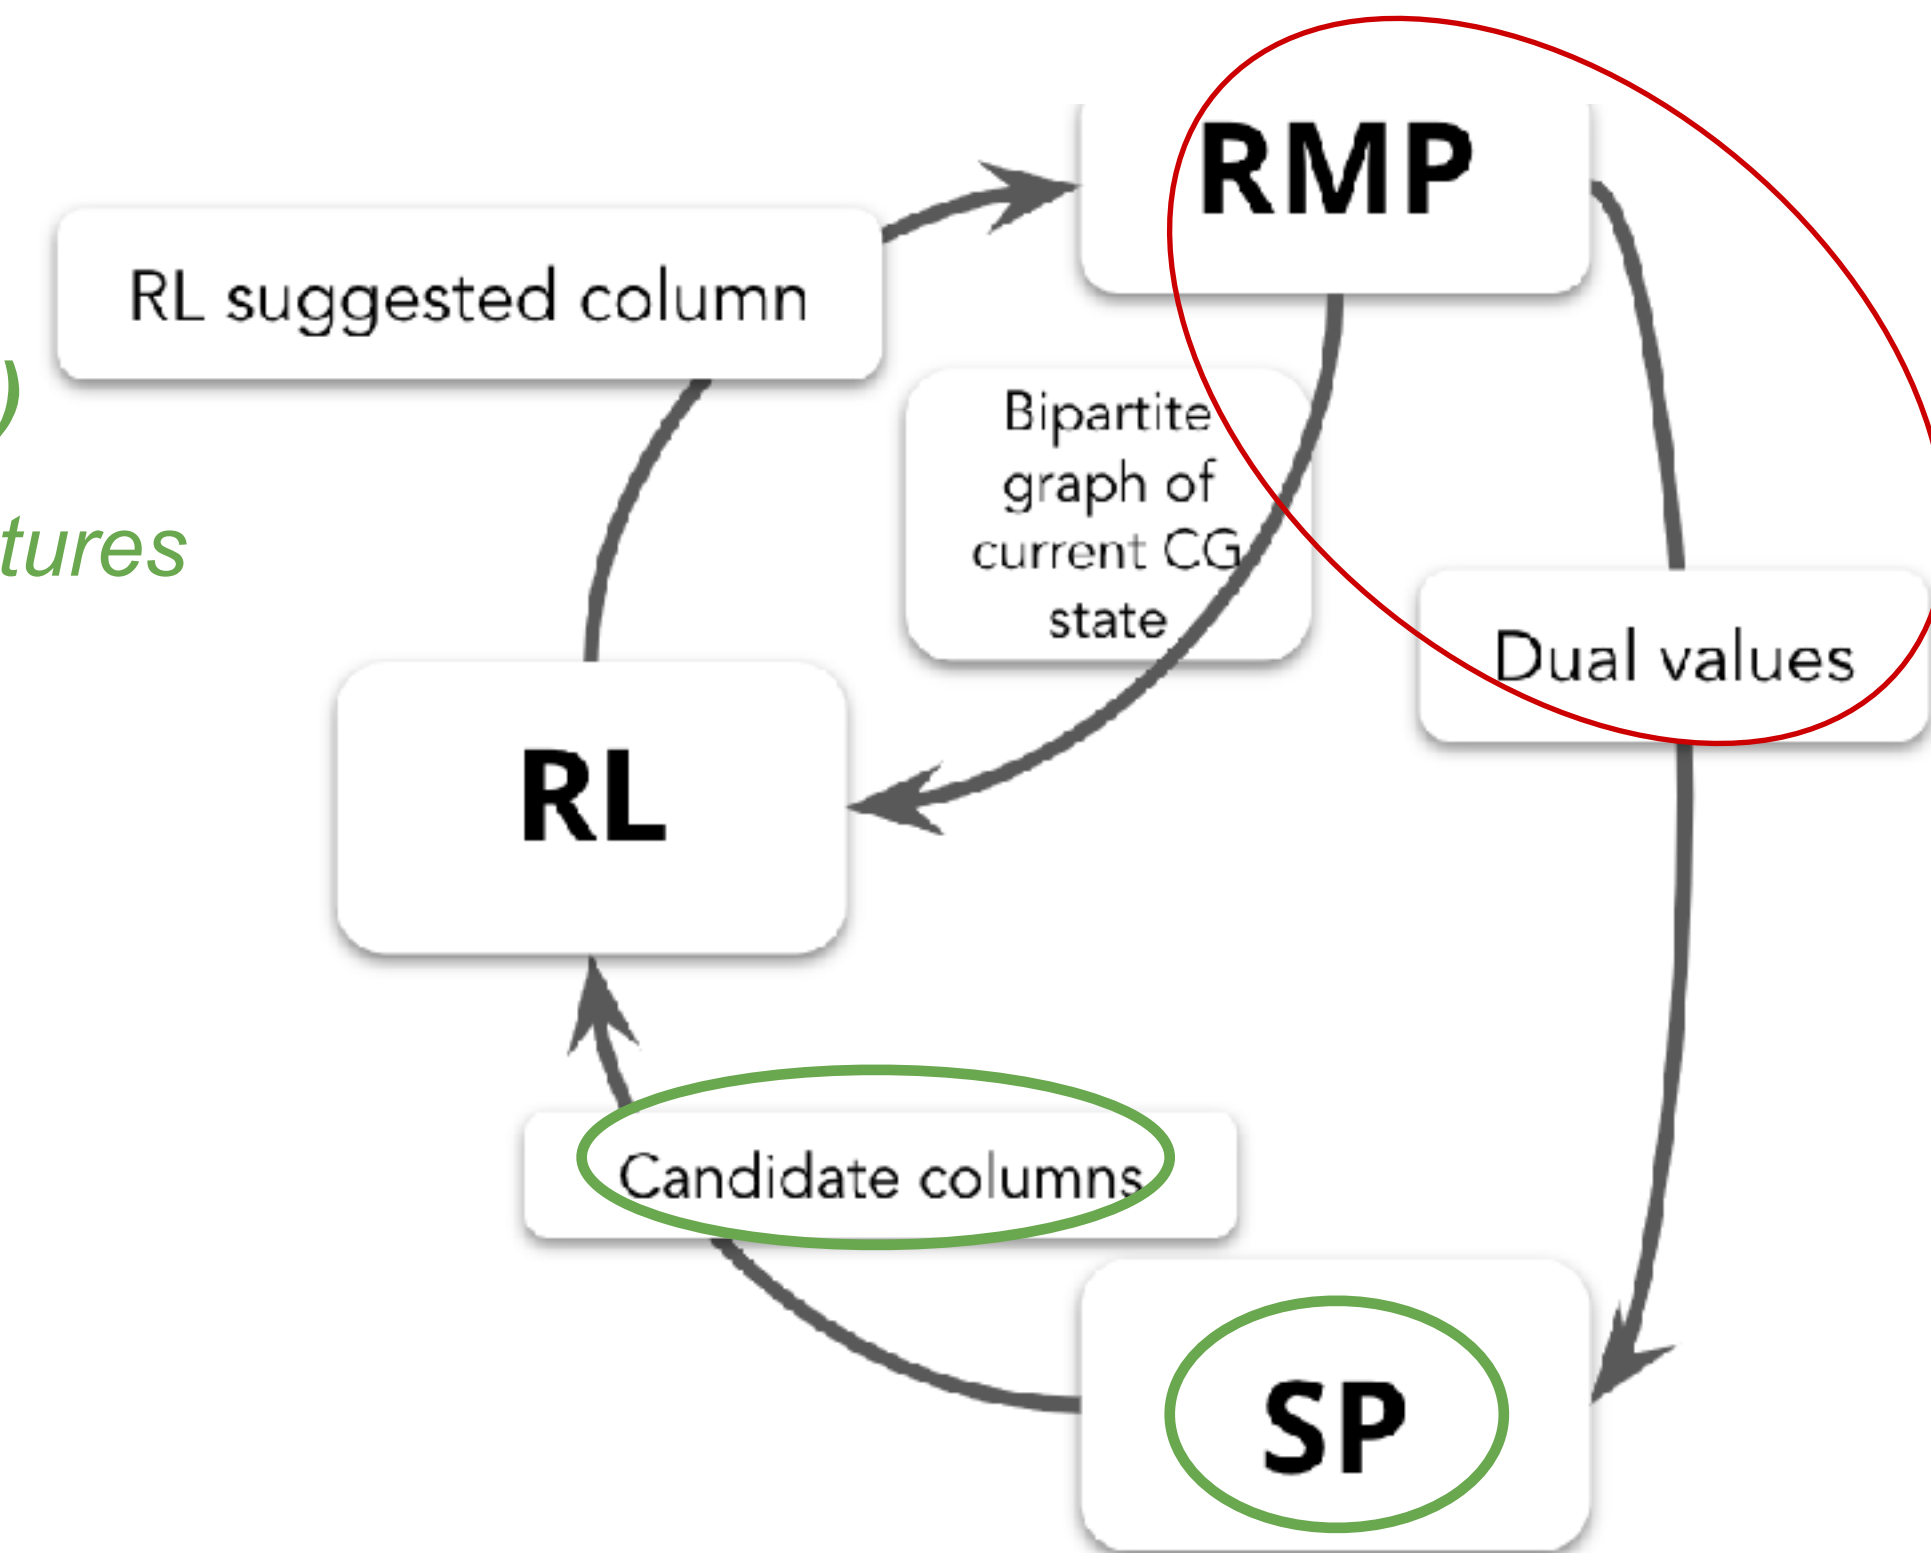 RMP
RL suggested column
)
Bipartite
graph of
current CG
state
tures
Dual values
RL
Candidate columns
SP